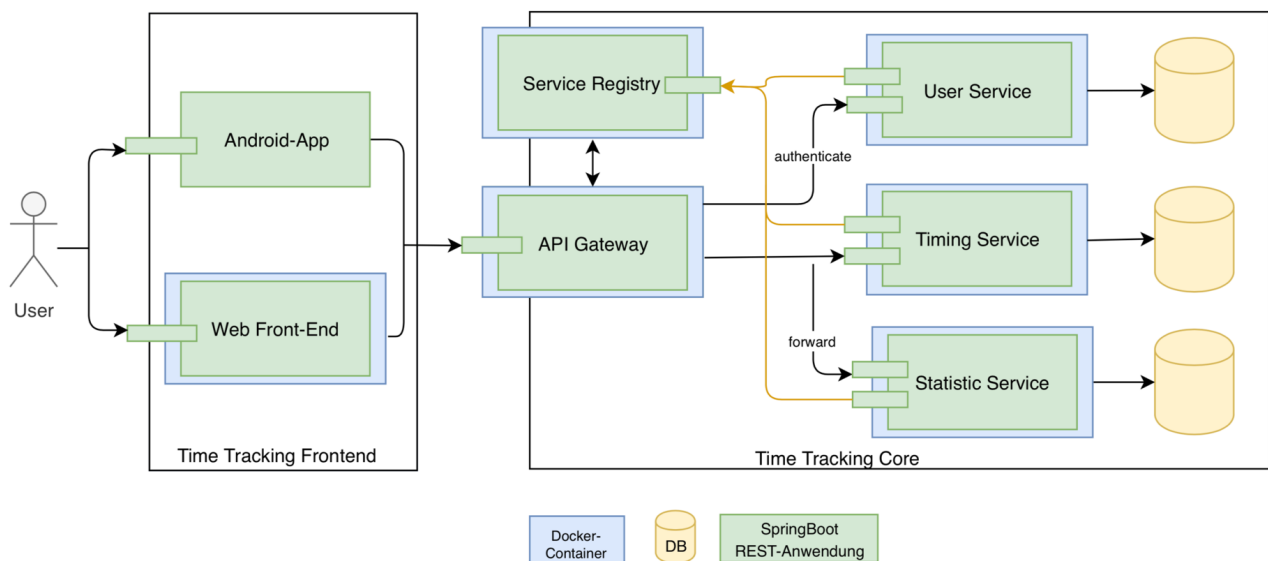 Service Registry
User Service
Android-App
authenticate
API Gateway
Timing Service
User
Web Front-End
forward
Statistic Service
Time Tracking Frontend
Time Tracking Core
Docker-
Container
DB
SpringBoot
REST-Anwendung